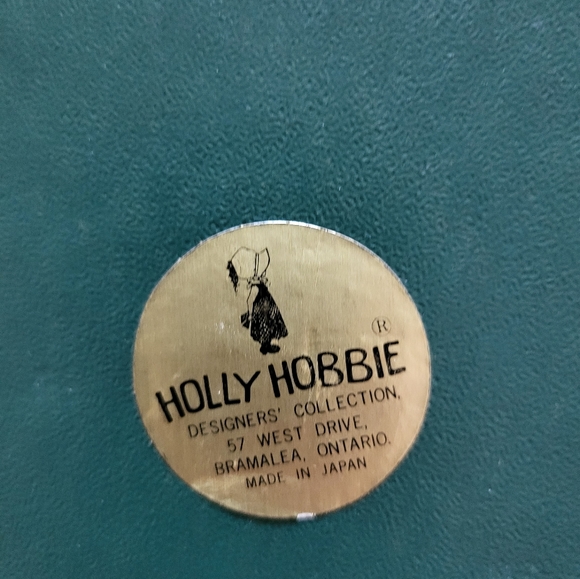 ®
HOLLY HOBBIE
DESIGNERS' COLLECTION,
57 WEST DRIVE,
BRAMALEA, ONTARIO.
MADE IN JAPAN